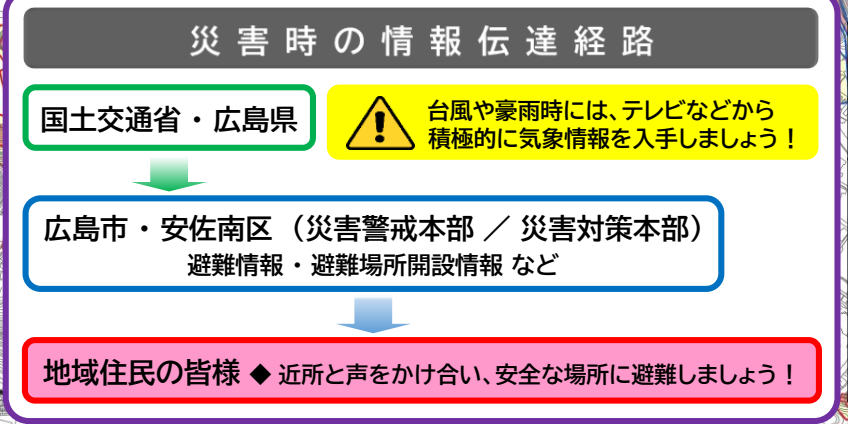 災害時の情報伝達経路
国土交通省・広島県
台風や豪雨時には、テレビなどから
積極的に気象情報を入手しましょう！
広島市・安佐南区（災害警戒本部／災害対策本部）
避難情報・避難場所開設情報 など
地域住民の皆様 ◆ 近所と声をかけ合い、安全な場所に避難しましょう！